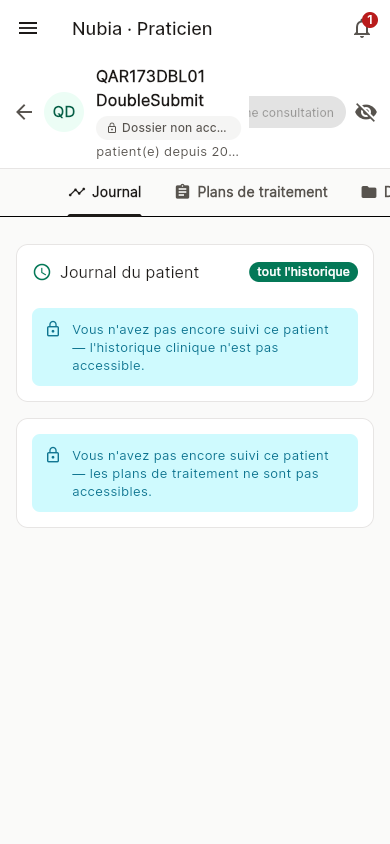 Nubia · Praticien
1
QD
QAR173DBL01
DoubleSubmit
Dossier non acc...
patient(e) depuis 20...
consultation
Journal
Plans de traitement
Journal du patient
tout l'historique
Vous n'avez pas encore suivi ce patient
— l'historique clinique n'est pas
accessible.
Vous n'avez pas encore suivi ce patient
— les plans de traitement ne sont pas
accessibles.